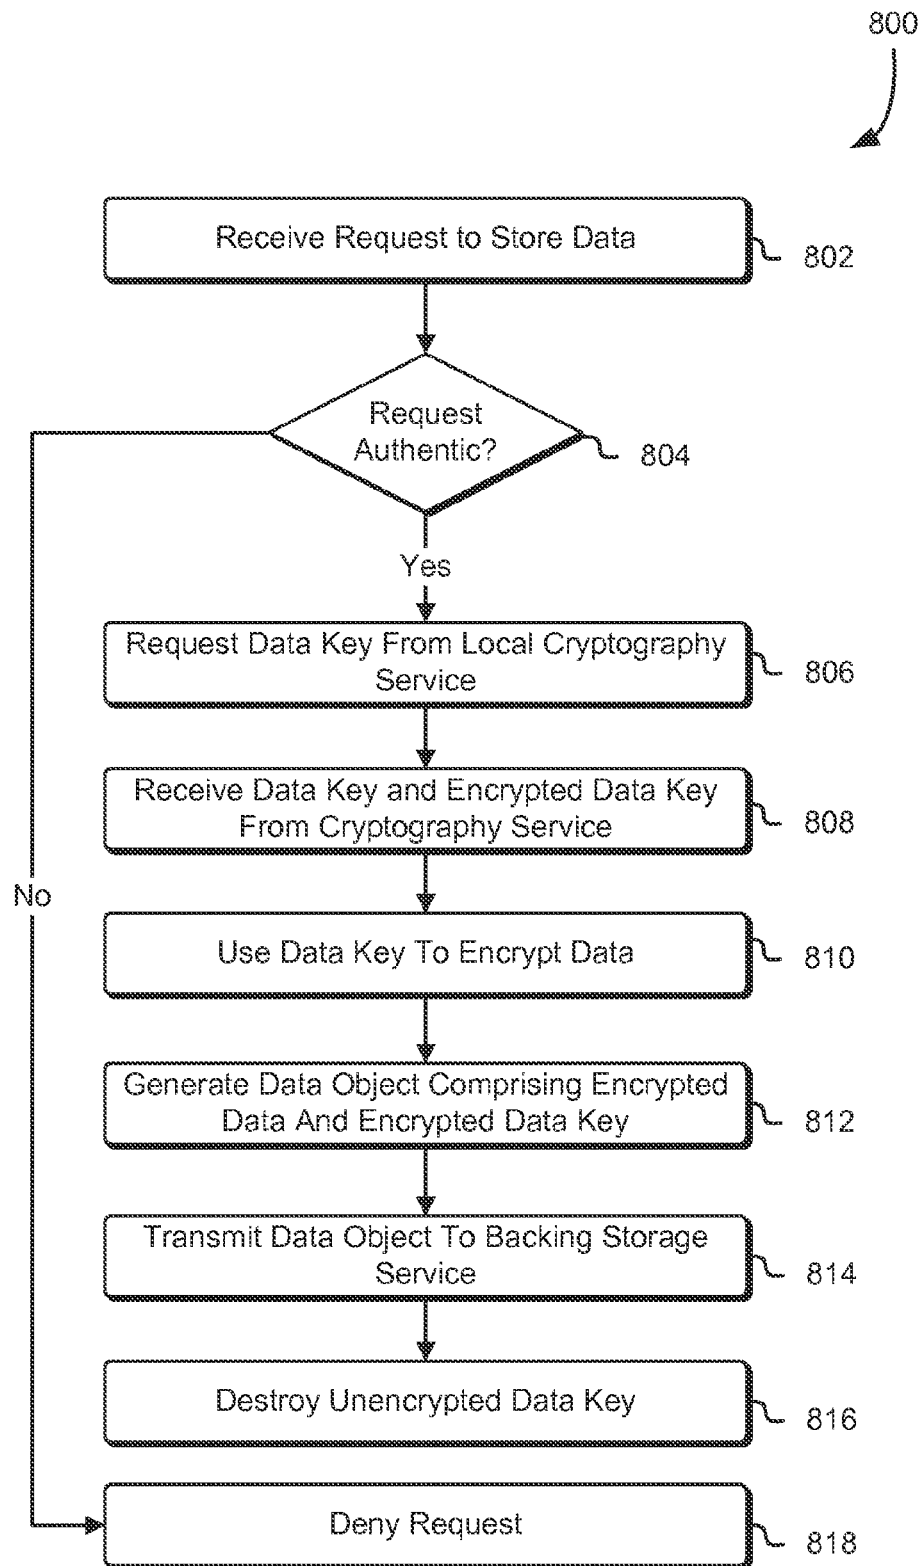 800
Receive Request to Store Data
802
Request
Authentic?
804
Yes
Request Data Key From Local Cryptography
Service
806
Receive Data Key and Encrypted Data Key
From Cryptography Service
808
No
Use Data Key To Encrypt Data
810
Generate Data Object Comprising Encrypted
Data And Encrypted Data Key
812
Transmit Data Object To Backing Storage
Service
814
Destroy Unencrypted Data Key
816
Deny Request
818